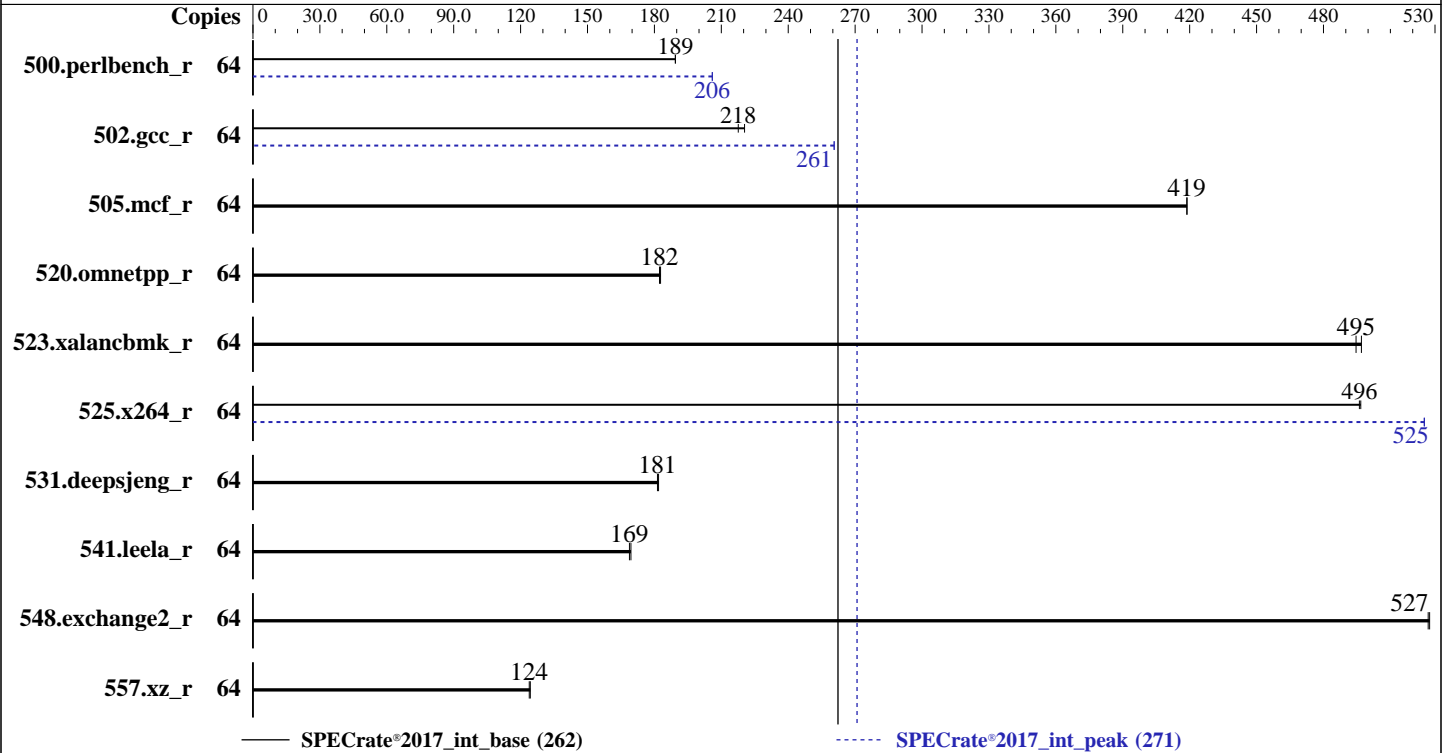 Copies 0 30.0 60.0 90.0 120 150 180 210 240 270 300 330 360 390 420 450 480 530
500.perlbench_r 64 189
206
502.gcc_r 64 218
261
505.mcf_r 64 419
520.omnetpp_r 64 182
523.xalancbmk_r 64 495
525.x264_r 64 496
525
531.deepsjeng_r 64 181
541.leela_r 64 169
548.exchange2_r 64 527
557.xz_r 64 124
SPECrate®2017_int_base (262) SPECrate®2017_int_peak (271)